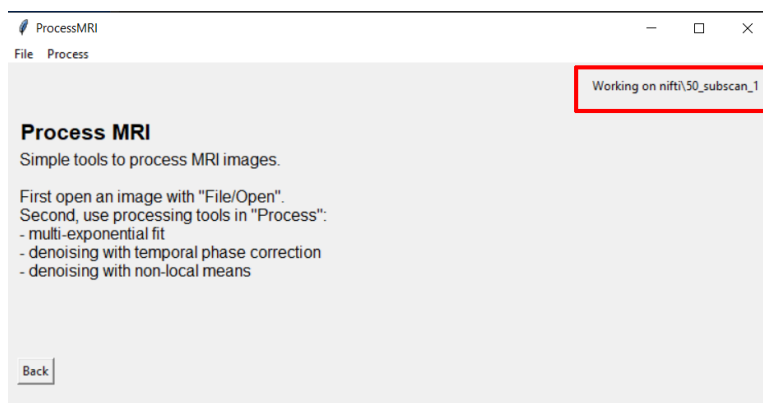 ProcessMRI
File Process
Working on nifti\50_subscan_1
Process MRI
Simple tools to process MRI images.
First open an image with "File/Open".
Second, use processing tools in "Process":
- multi-exponential fit
- denoising with temporal phase correction
- denoising with non-local means
Back